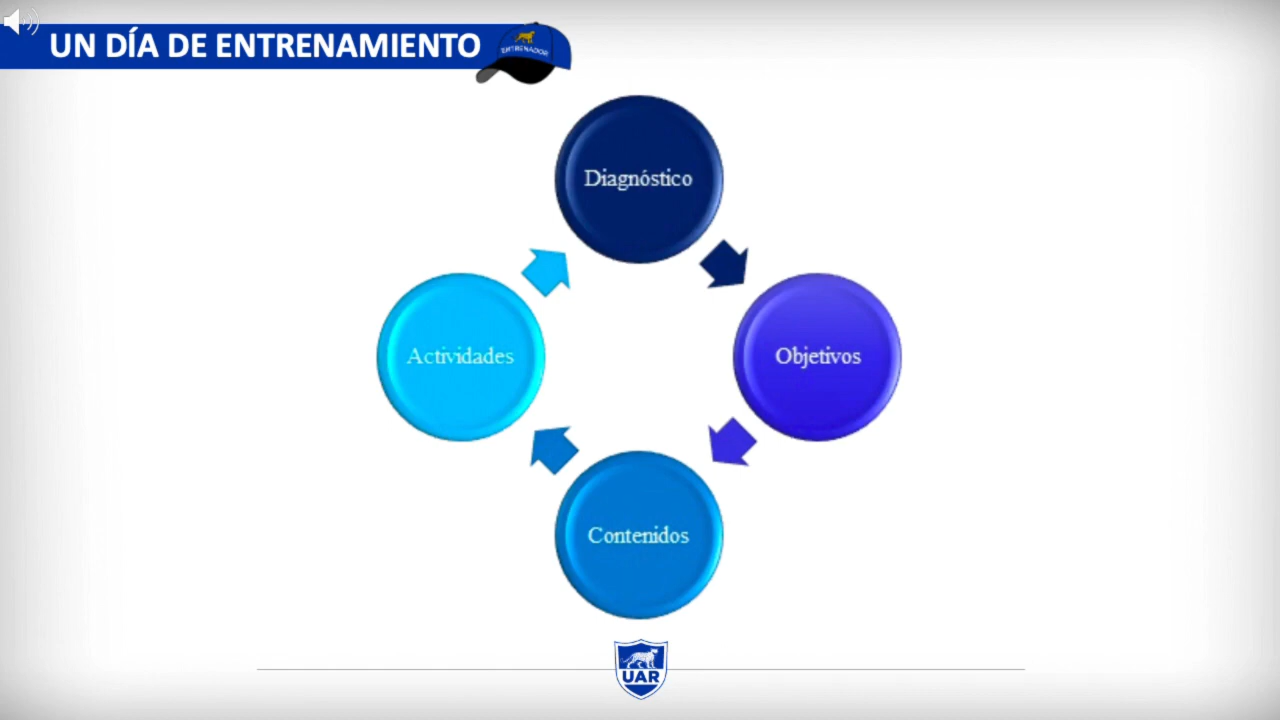 UN DÍA DE ENTRENAMIENTO
ENTRENADOR
Diagnóstico
Actividades
Objetivos
Contenidos
UAR